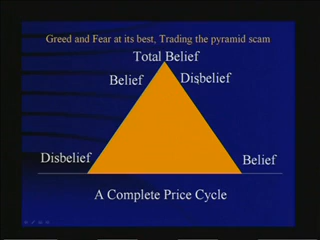 Greed and Fear at its best, Trading the pyramid scam
Total Belief
Belief
Disbelief
Disbelief
Belief
A Complete Price Cycle